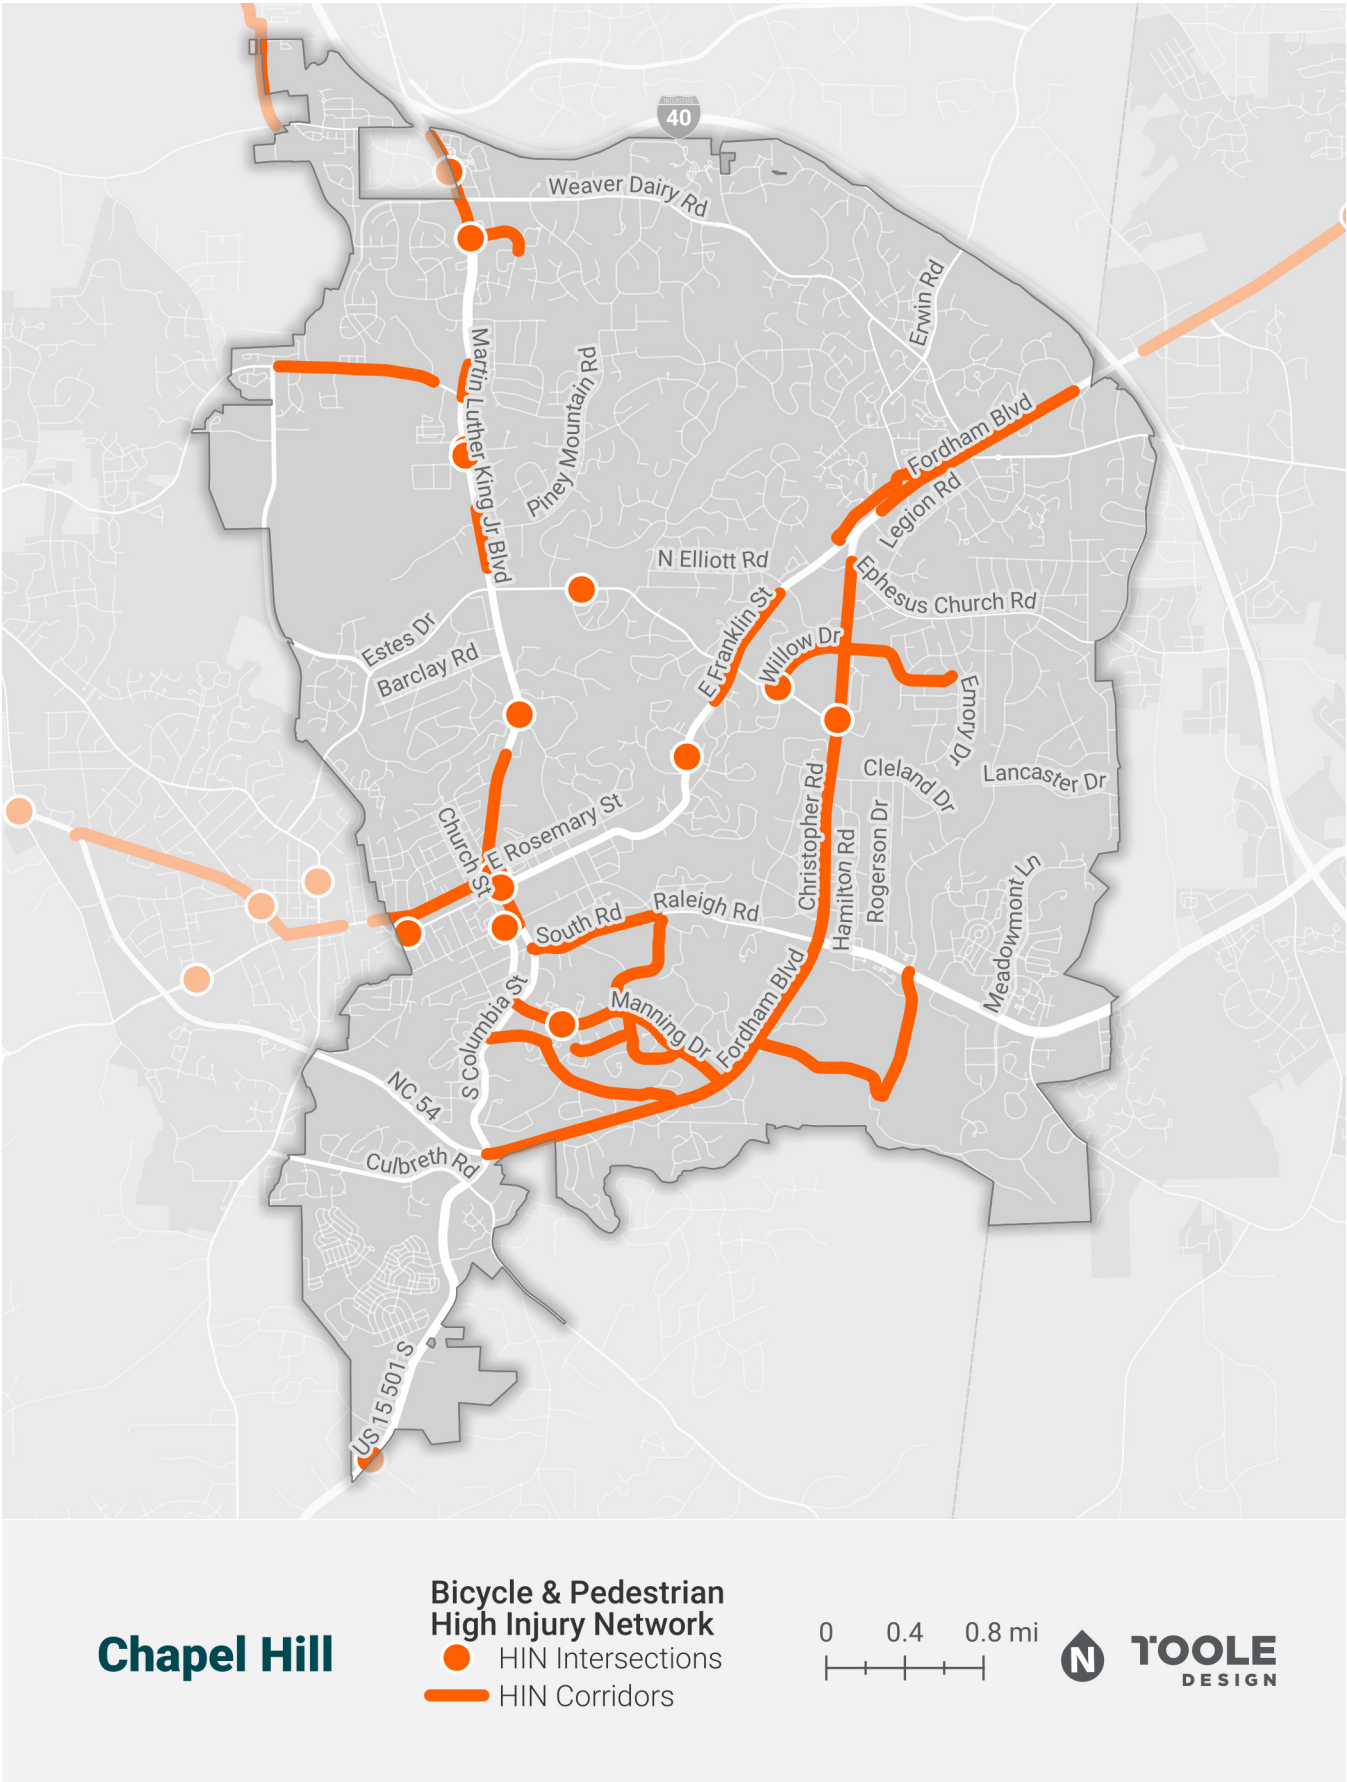 INTERSTATE
40
Weaver Dairy Rd
Erwin Rd
Martin Luther King Jr Blvd
Piney Mountain Rd
Fordham Blvd
Legion Rd
N Elliott Rd
Ephesus Church Rd
E Franklin St
Willow Dr
Estes Dr
Barclay Rd
Emory Dr
Cleland Dr
Lancaster Dr
Christopher Rd
Hamilton Rd
Rogerson Dr
Church St
E Rosemary St
Meadowmont Ln
Raleigh Rd
South Rd
Fordham Blvd
Manning Dr
S Columbia St
NC 54
Culbreth Rd
US 15 501 S
Chapel Hill
Bicycle & Pedestrian
High Injury Network
HIN Intersections
HIN Corridors
0 0.4 0.8 mi
N
TOOLE
DESIGN